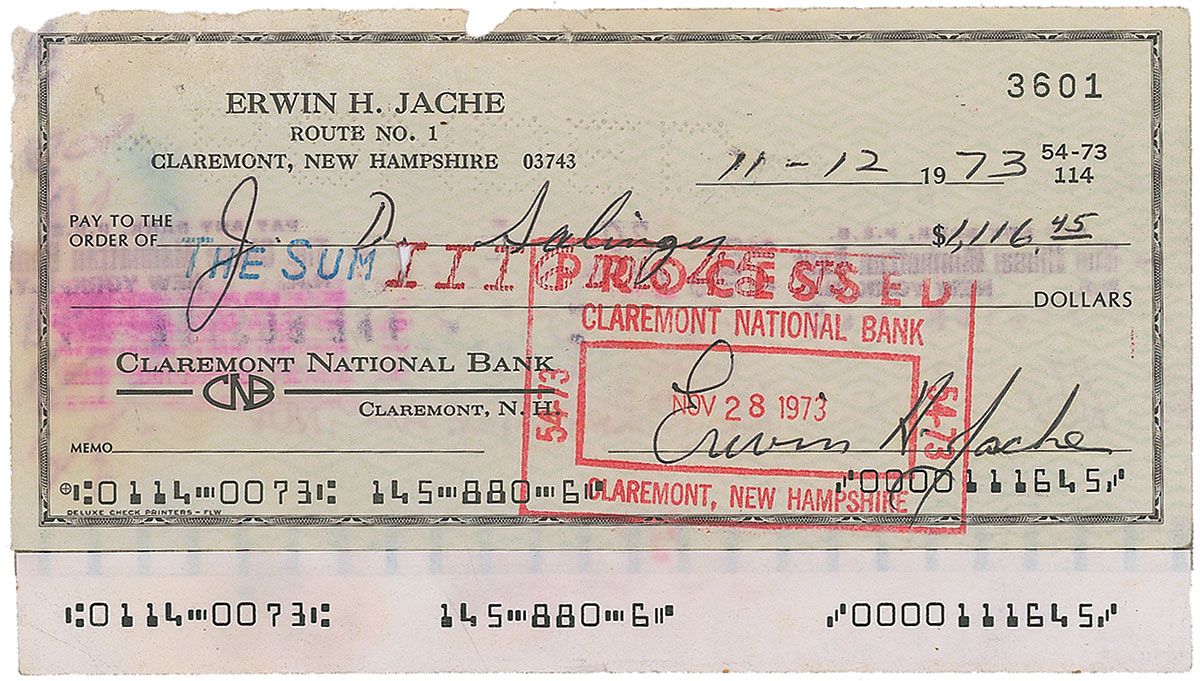 3601
ERWIN H. JACHE
ROUTE NO. 1
CLAREMONT, NEW HAMPSHIRE 03743
11-12 1973 54-73
114
PAY TO THE
ORDER OF J. D. Salinger $1,116.45
THE SUM
DOLLARS
PROCESSED
CLAREMONT NATIONAL BANK
54-73 NOV 28 1973 54-73
CLAREMONT, NEW HAMPSHIRE
CLAREMONT NATIONAL BANK
CNB
CLAREMONT, N. H.
MEMO Erwin H. Jache
⑆0114⑉0073⑆ 145⑉880⑉6⑈ ⑇0000111645⑇
DELUXE CHECK PRINTERS - FLW
⑆0114⑉0073⑆ 145⑉880⑉6⑈ ⑇0000111645⑇